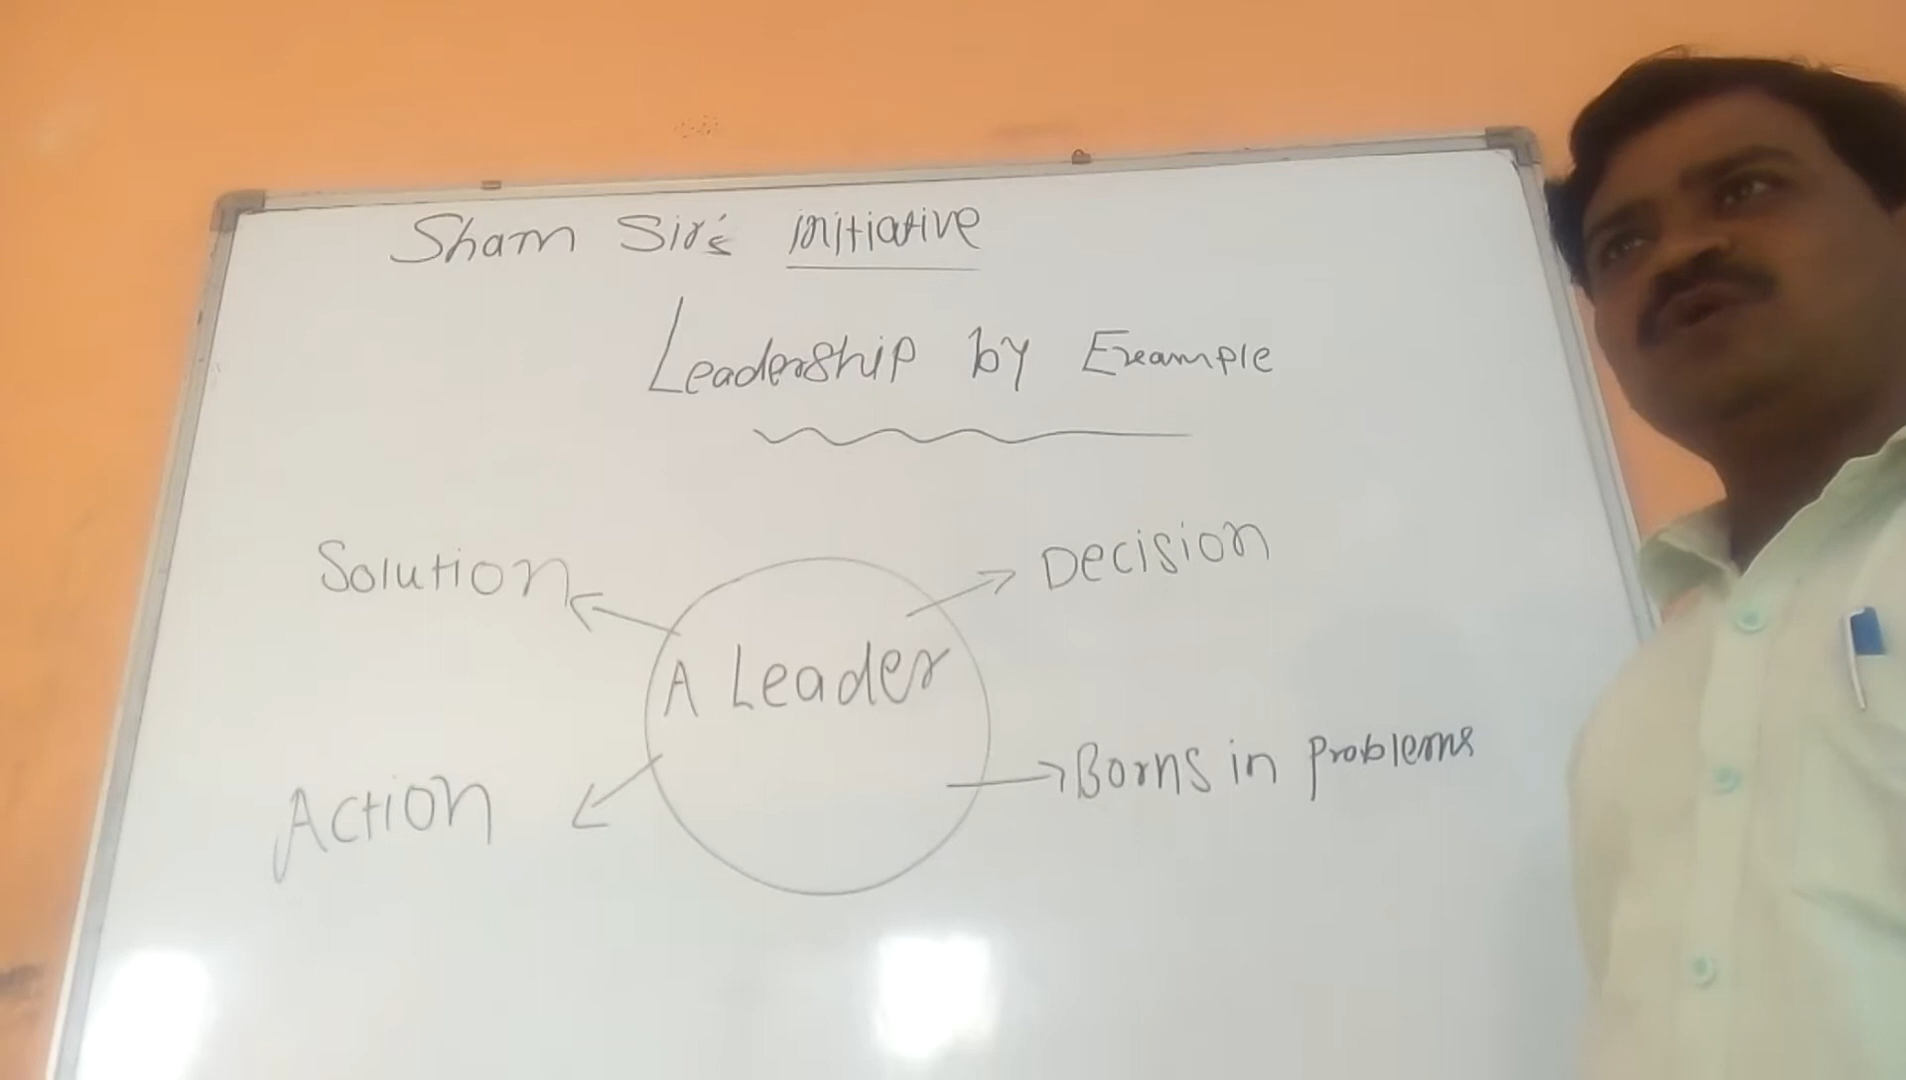 Sham Sir's initiative
Leadership by Example
Solution
Decision
A Leader
Borns in problems
Action